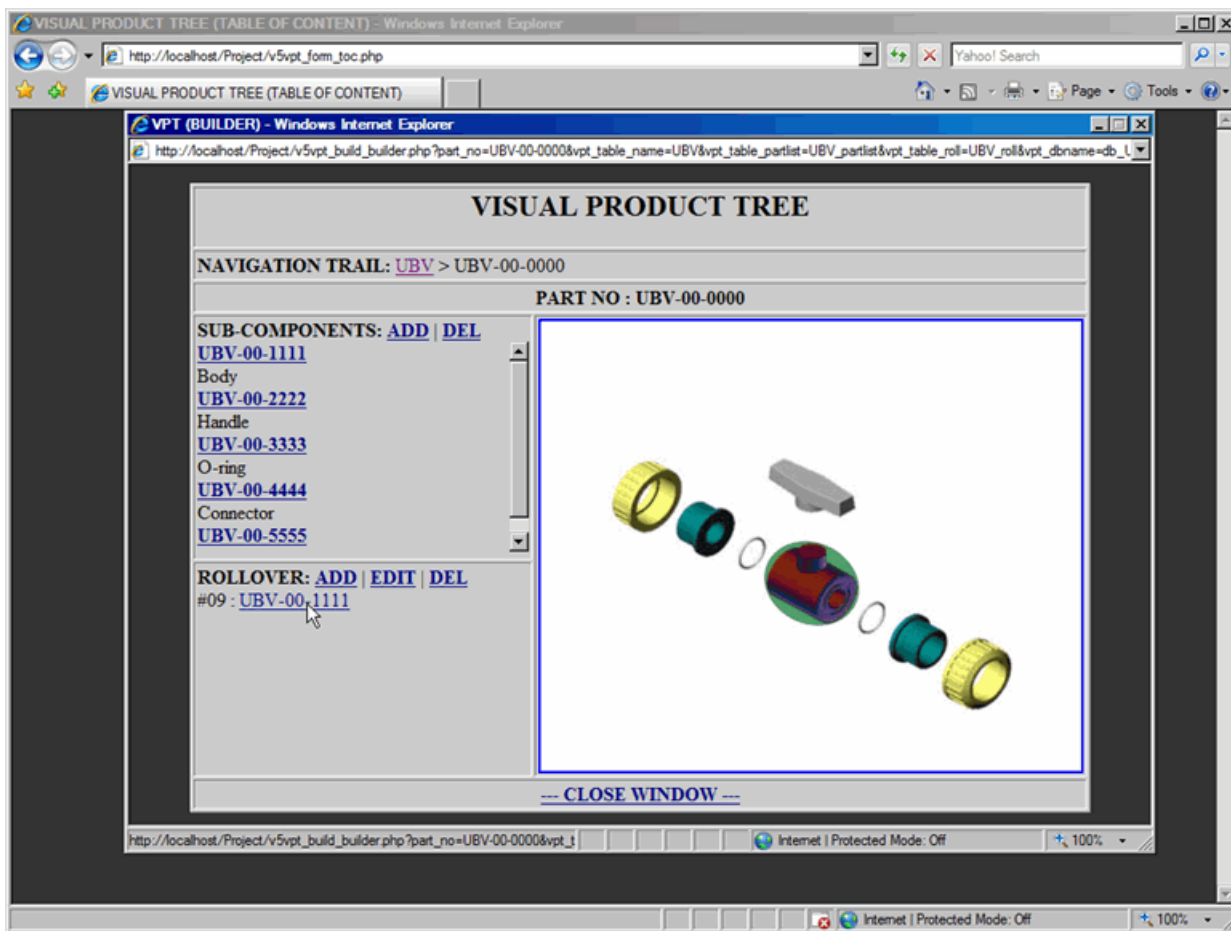 VISUAL PRODUCT TREE (TABLE OF CONTENT) - Windows Internet Explorer
http://localhost/Project/v5vpt_form_toc.php
Yahoo! Search
VISUAL PRODUCT TREE (TABLE OF CONTENT)
Page
Tools
VPT (BUILDER) - Windows Internet Explorer
http://localhost/Project/v5vpt_build_builder.php?part_no=UBV-00-0000&vpt_table_name=UBV&vpt_table_partlist=UBV_partlist&vpt_table_roll=UBV_roll&vpt_dbname=db_U
VISUAL PRODUCT TREE
NAVIGATION TRAIL: UBV > UBV-00-0000
PART NO : UBV-00-0000
SUB-COMPONENTS: ADD | DEL
UBV-00-1111
Body
UBV-00-2222
Handle
UBV-00-3333
O-ring
UBV-00-4444
Connector
UBV-00-5555
ROLLOVER: ADD | EDIT | DEL
#09 : UBV-00-1111
--- CLOSE WINDOW ---
http://localhost/Project/v5vpt_build_builder.php?part_no=UBV-00-0000&vpt_t
Internet | Protected Mode: Off
100%
Internet | Protected Mode: Off
100%